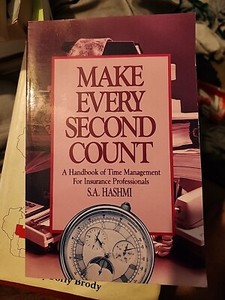 MAKE
EVERY
SECOND
COUNT
A Handbook of Time Management
For Insurance Professionals
S.A. HASHMI
Brody